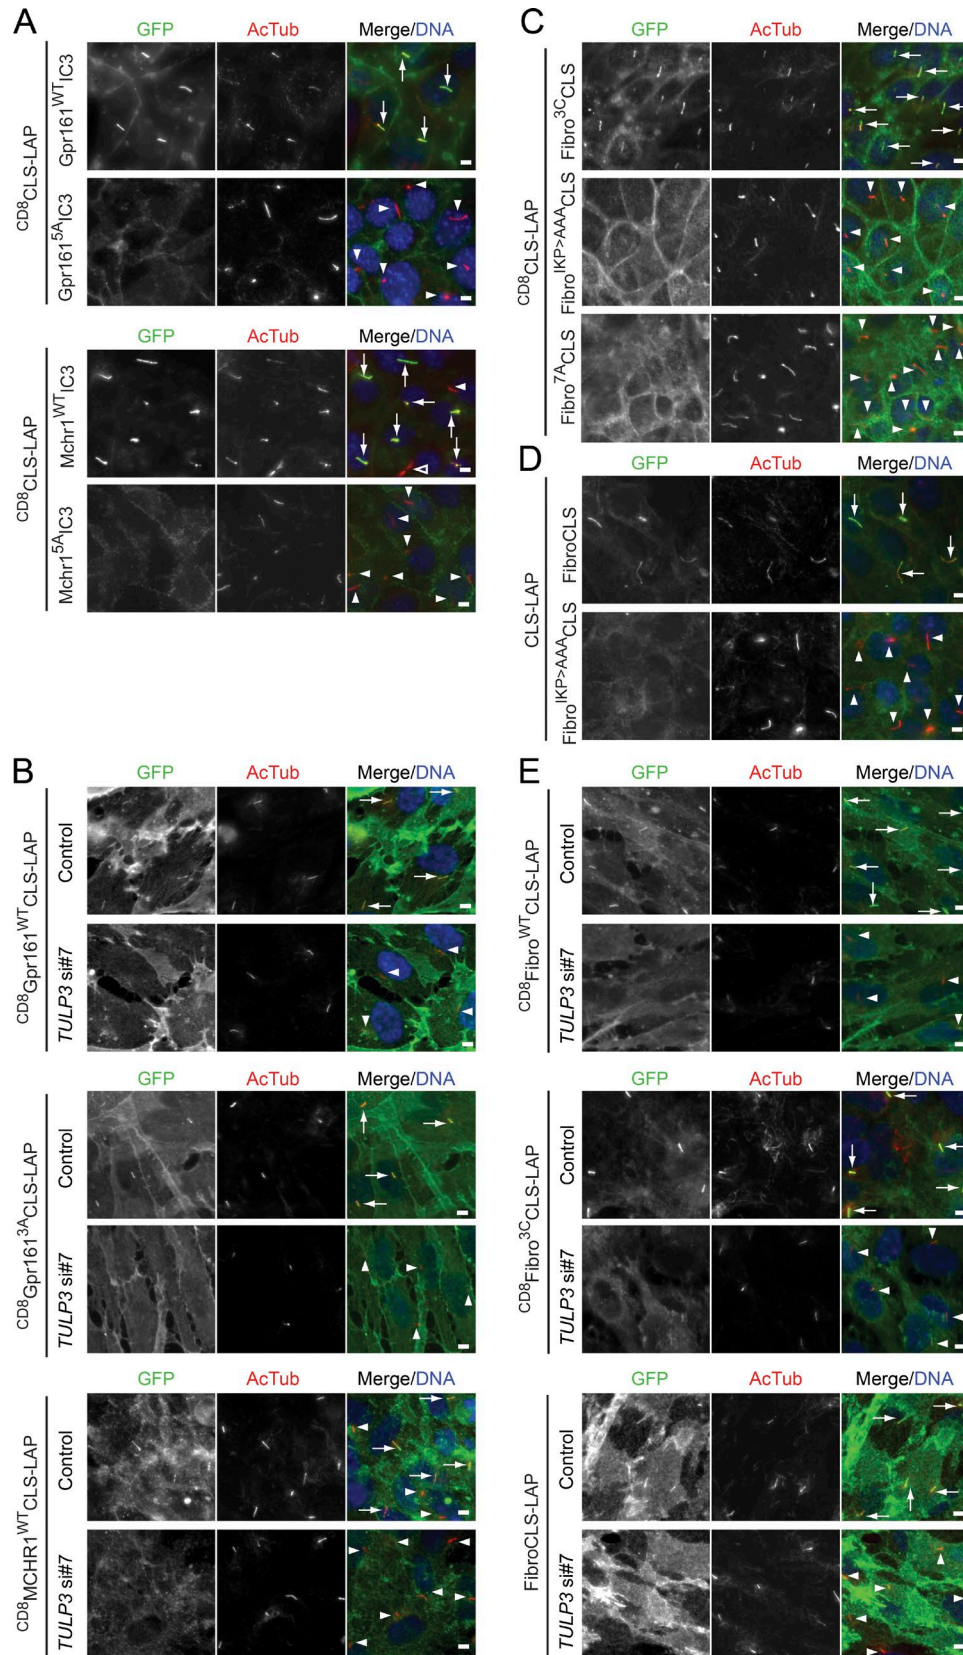 A
GFP AcTub Merge/DNA
CD8CLS-LAP
Gpr161WTIC3
Gpr1615AIC3
CD8CLS-LAP
Mchr1WTIC3
Mchr15AIC3
B
GFP AcTub Merge/DNA
CD8Gpr161WTCLS-LAP
Control
TULP3 si#7
GFP AcTub Merge/DNA
CD8Gpr1613ACLS-LAP
Control
TULP3 si#7
GFP AcTub Merge/DNA
CD8MCHR1WTCLS-LAP
Control
TULP3 si#7
C
GFP AcTub Merge/DNA
CD8CLS-LAP
Fibro3CCLS
FibroIKP>AAACLS
Fibro7ACLS
D
GFP AcTub Merge/DNA
CLS-LAP
FibroCLS
FibroIKP>AAACLS
E
GFP AcTub Merge/DNA
CD8FibroWTCLS-LAP
Control
TULP3 si#7
GFP AcTub Merge/DNA
CD8Fibro3CCLS-LAP
Control
TULP3 si#7
GFP AcTub Merge/DNA
FibroCLS-LAP
Control
TULP3 si#7